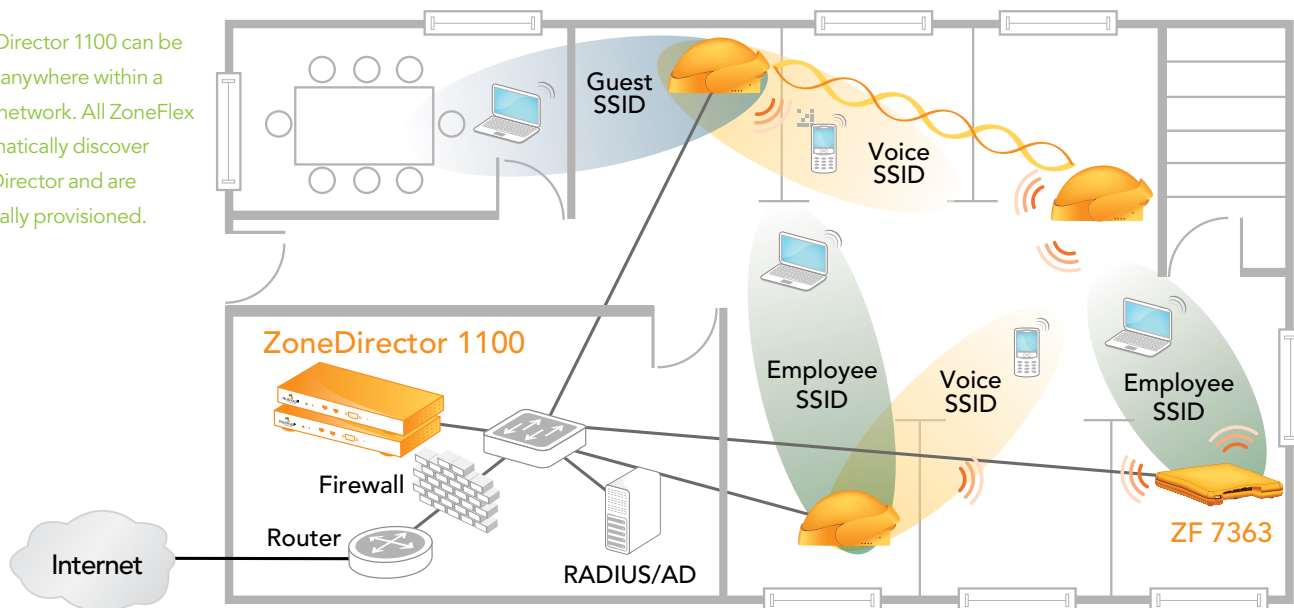 Director 1100 can be
anywhere within a
network. All ZoneFlex
matically discover
Director and are
ally provisioned.
Guest
SSID
Voice
SSID
ZoneDirector 1100
Employee
SSID
Voice
SSID
Employee
SSID
Firewall
Router
Internet
RADIUS/AD
ZF 7363